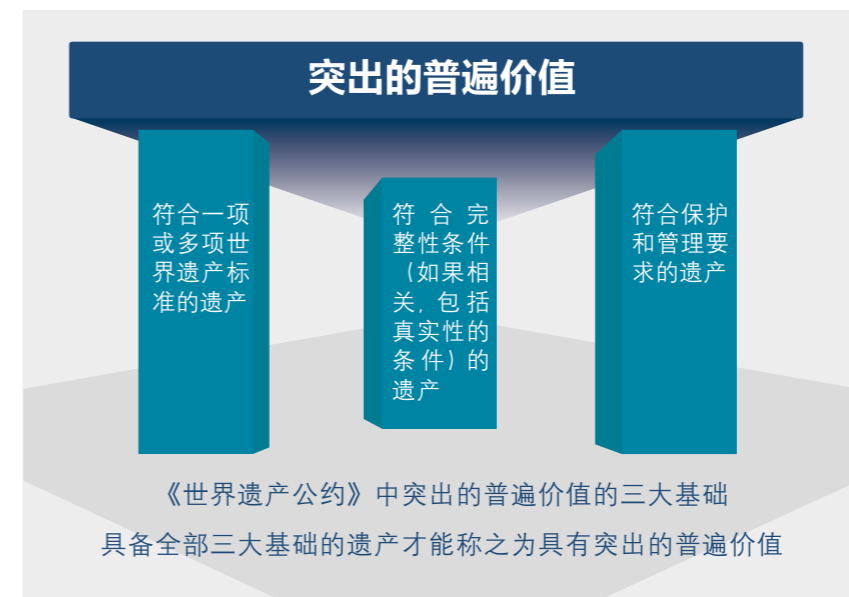 突出的普遍价值
符合一项
或多项世
界遗产标
准的遗产
符合完
整性条件
（如果相
关, 包括
真实性的
条件）的
遗产
符合保护
和管理要
求的遗产
《世界遗产公约》中突出的普遍价值的三大基础
具备全部三大基础的遗产才能称之为具有突出的普遍价值